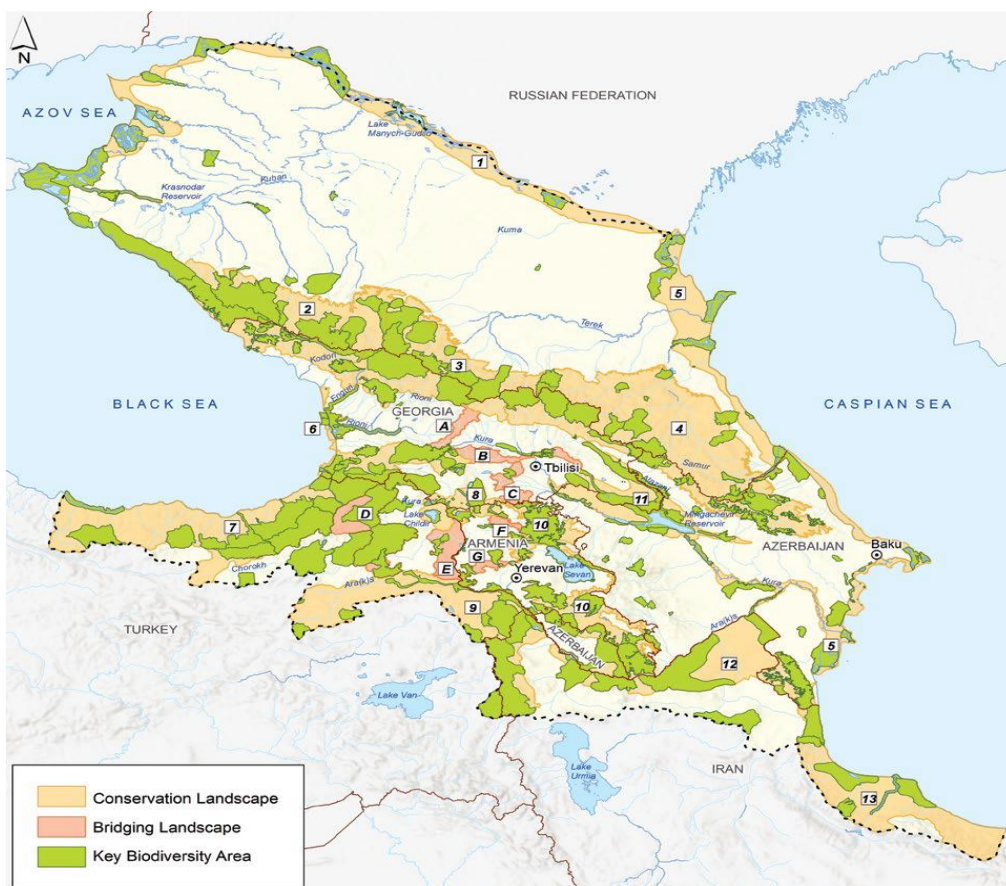 N
RUSSIAN FEDERATION
AZOV SEA
Lake
Manych-Gudilo
1
Krasnodar
Reservoir
Kuban
Kuma
5
2
Terek
Kodori
3
BLACK SEA
Enguri
Rioni
GEORGIA
CASPIAN SEA
6
Rioni
A
4
Kura
B
Tbilisi
Samur
Alazani
Kura
8
C
11
Lake
Childir
Mingachevir
Reservoir
7
D
F
10
ARMENIA
AZERBAIJAN
Baku
Chorokh
E
G
Lake
Sevan
Yerevan
Kura
Ara(k)s
9
10
Ara(k)s
TURKEY
AZERBAIJAN
5
12
Lake Van
IRAN
Lake
Urmia
13
Conservation Landscape
Bridging Landscape
Key Biodiversity Area